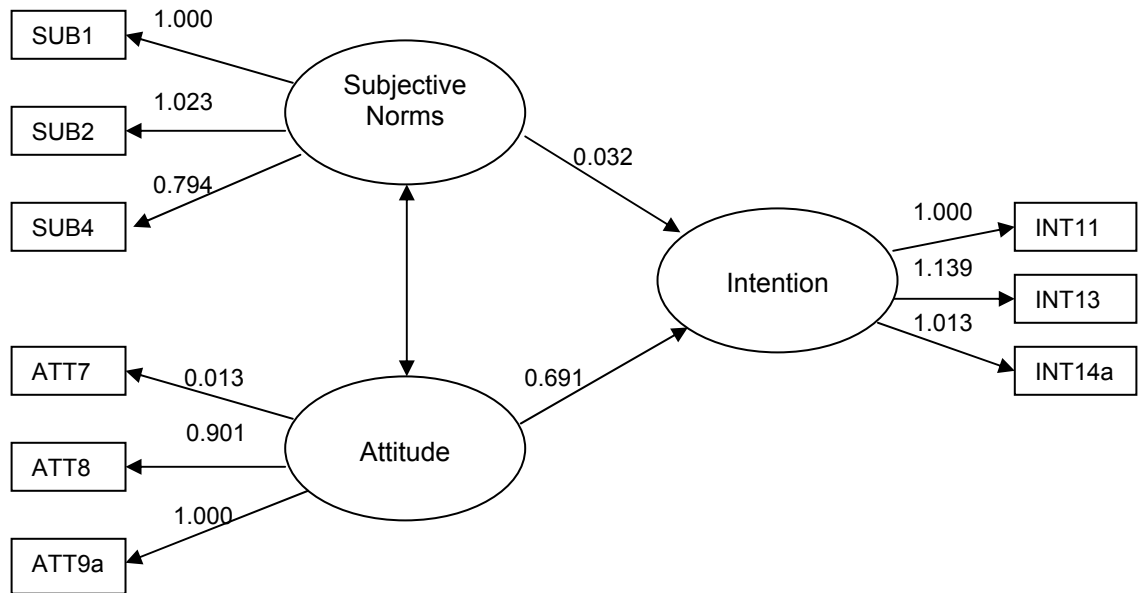 SUB1
1.000
SUB2
1.023
SUB4
0.794
Subjective
Norms
0.032
ATT7
0.013
ATT8
0.901
ATT9a
1.000
Attitude
0.691
Intention
1.000
INT11
1.139
INT13
1.013
INT14a